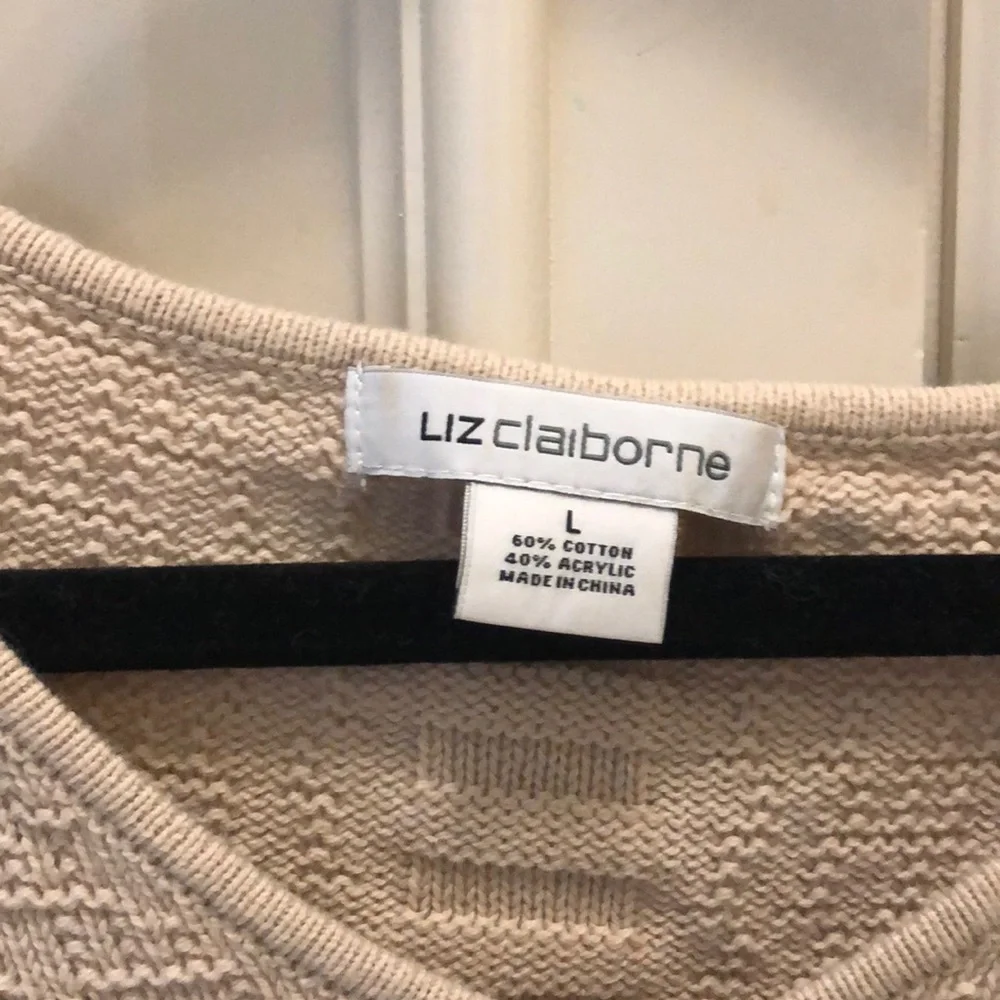 LIZ claiborne
L
60% COTTON
40% ACRYLIC
MADE IN CHINA